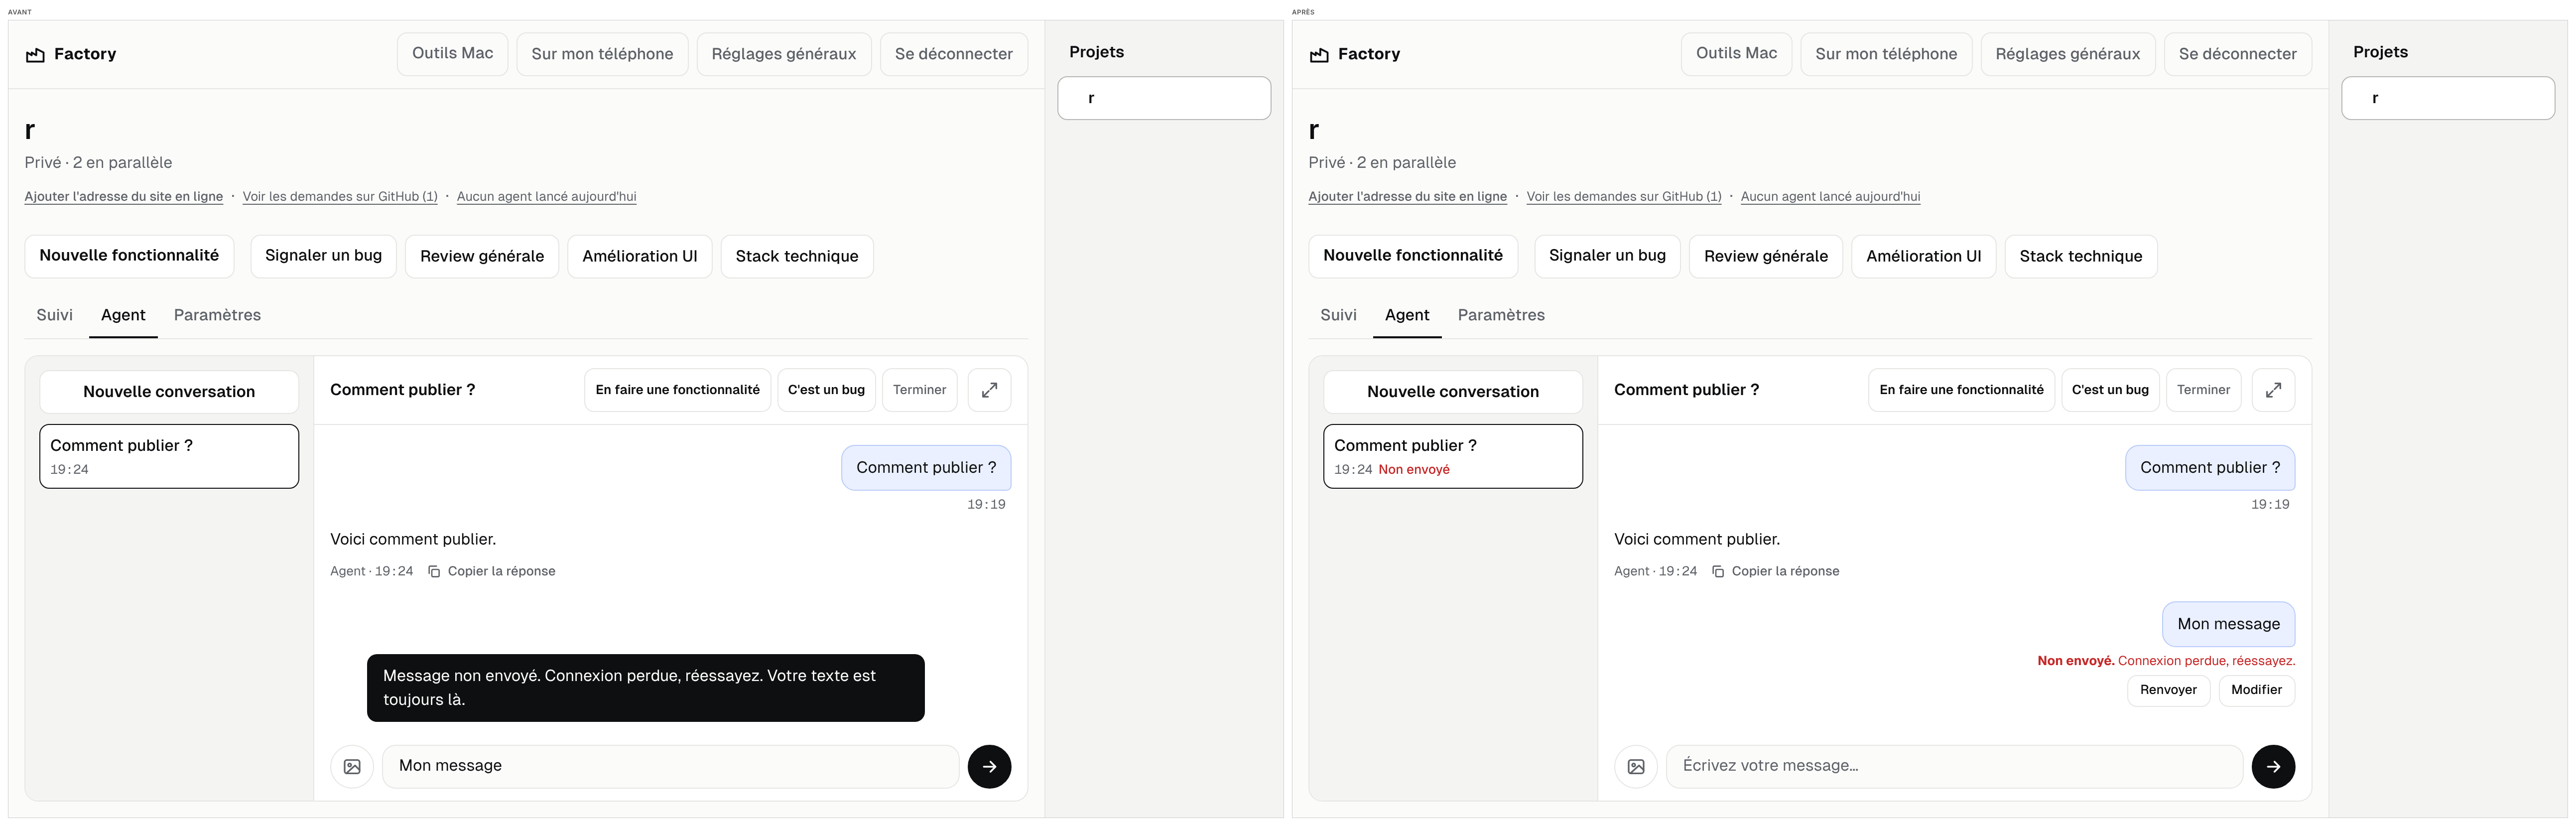 AVANT
Factory
Outils Mac
Sur mon téléphone
Réglages généraux
Se déconnecter
Projets
r
r
Privé · 2 en parallèle
Ajouter l'adresse du site en ligne · Voir les demandes sur GitHub (1) · Aucun agent lancé aujourd'hui
Nouvelle fonctionnalité
Signaler un bug
Review générale
Amélioration UI
Stack technique
Suivi
Agent
Paramètres
Nouvelle conversation
Comment publier ?
19:24
Comment publier ?
En faire une fonctionnalité
C'est un bug
Terminer
Comment publier ?
19:19
Voici comment publier.
Agent · 19:24
Copier la réponse
Message non envoyé. Connexion perdue, réessayez. Votre texte est
toujours là.
Mon message
APRÈS
Factory
Outils Mac
Sur mon téléphone
Réglages généraux
Se déconnecter
Projets
r
r
Privé · 2 en parallèle
Ajouter l'adresse du site en ligne · Voir les demandes sur GitHub (1) · Aucun agent lancé aujourd'hui
Nouvelle fonctionnalité
Signaler un bug
Review générale
Amélioration UI
Stack technique
Suivi
Agent
Paramètres
Nouvelle conversation
Comment publier ?
19:24 Non envoyé
Comment publier ?
En faire une fonctionnalité
C'est un bug
Terminer
Comment publier ?
19:19
Voici comment publier.
Agent · 19:24
Copier la réponse
Mon message
Non envoyé. Connexion perdue, réessayez.
Renvoyer
Modifier
Écrivez votre message...